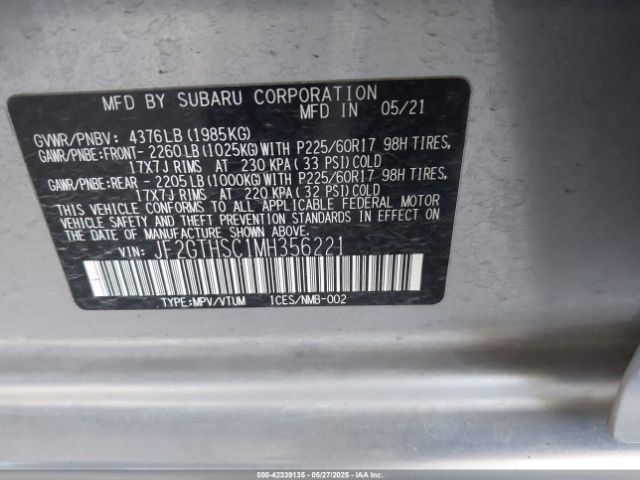 MFD BY SUBARU CORPORATION
MFD IN 05/21
GVWR/PNBV: 4376LB(1985KG)
GAWR/PNBE:FRONT- 2260LB(1025KG)WITH P225/60R17 98H TIRES,
17X7J RIMS AT 230 KPA(33 PSI)COLD
GAWR/PNBE:REAR - 2205LB(1000KG)WITH P225/60R17 98H TIRES,
17X7J RIMS AT 220 KPA(32 PSI)COLD
THIS VEHICLE CONFORMS TO ALL APPLICABLE FEDERAL MOTOR
VEHICLE SAFETY AND THEFT PREVENTION STANDARDS IN EFFECT
ON THE DATE OF MANUFACTURE SHOWN ABOVE.
VIN: JF2GTHSC1MH356221
TYPE:MPV/VTUM ICES/NMB-002
000-42339135 - 05/27/2025 - IAAI.COM